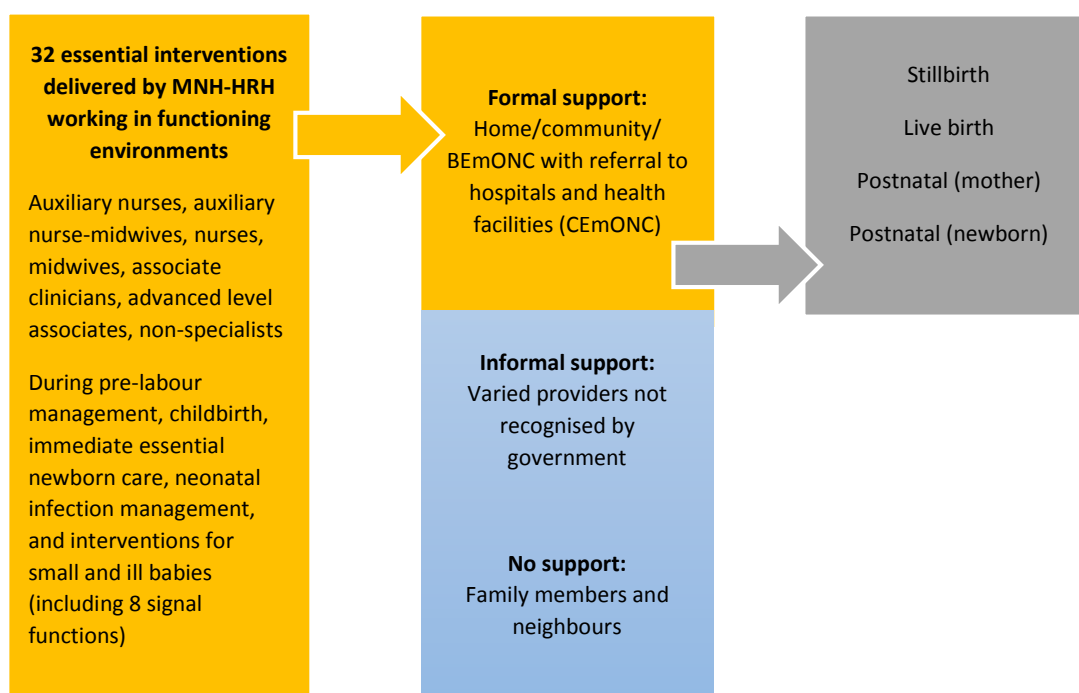 32 essential interventions
delivered by MNH-HRH
working in functioning
environments
Auxiliary nurses, auxiliary
nurse-midwives, nurses,
midwives, associate
clinicians, advanced level
associates, non-specialists
During pre-labour
management, childbirth,
immediate essential
newborn care, neonatal
infection management,
and interventions for
small and ill babies
(including 8 signal
functions)
Formal support:
Home/community/
BEmONC with referral to
hospitals and health
facilities (CEmONC)
Informal support:
Varied providers not
recognised by
government
No support:
Family members and
neighbours
Stillbirth
Live birth
Postnatal (mother)
Postnatal (newborn)